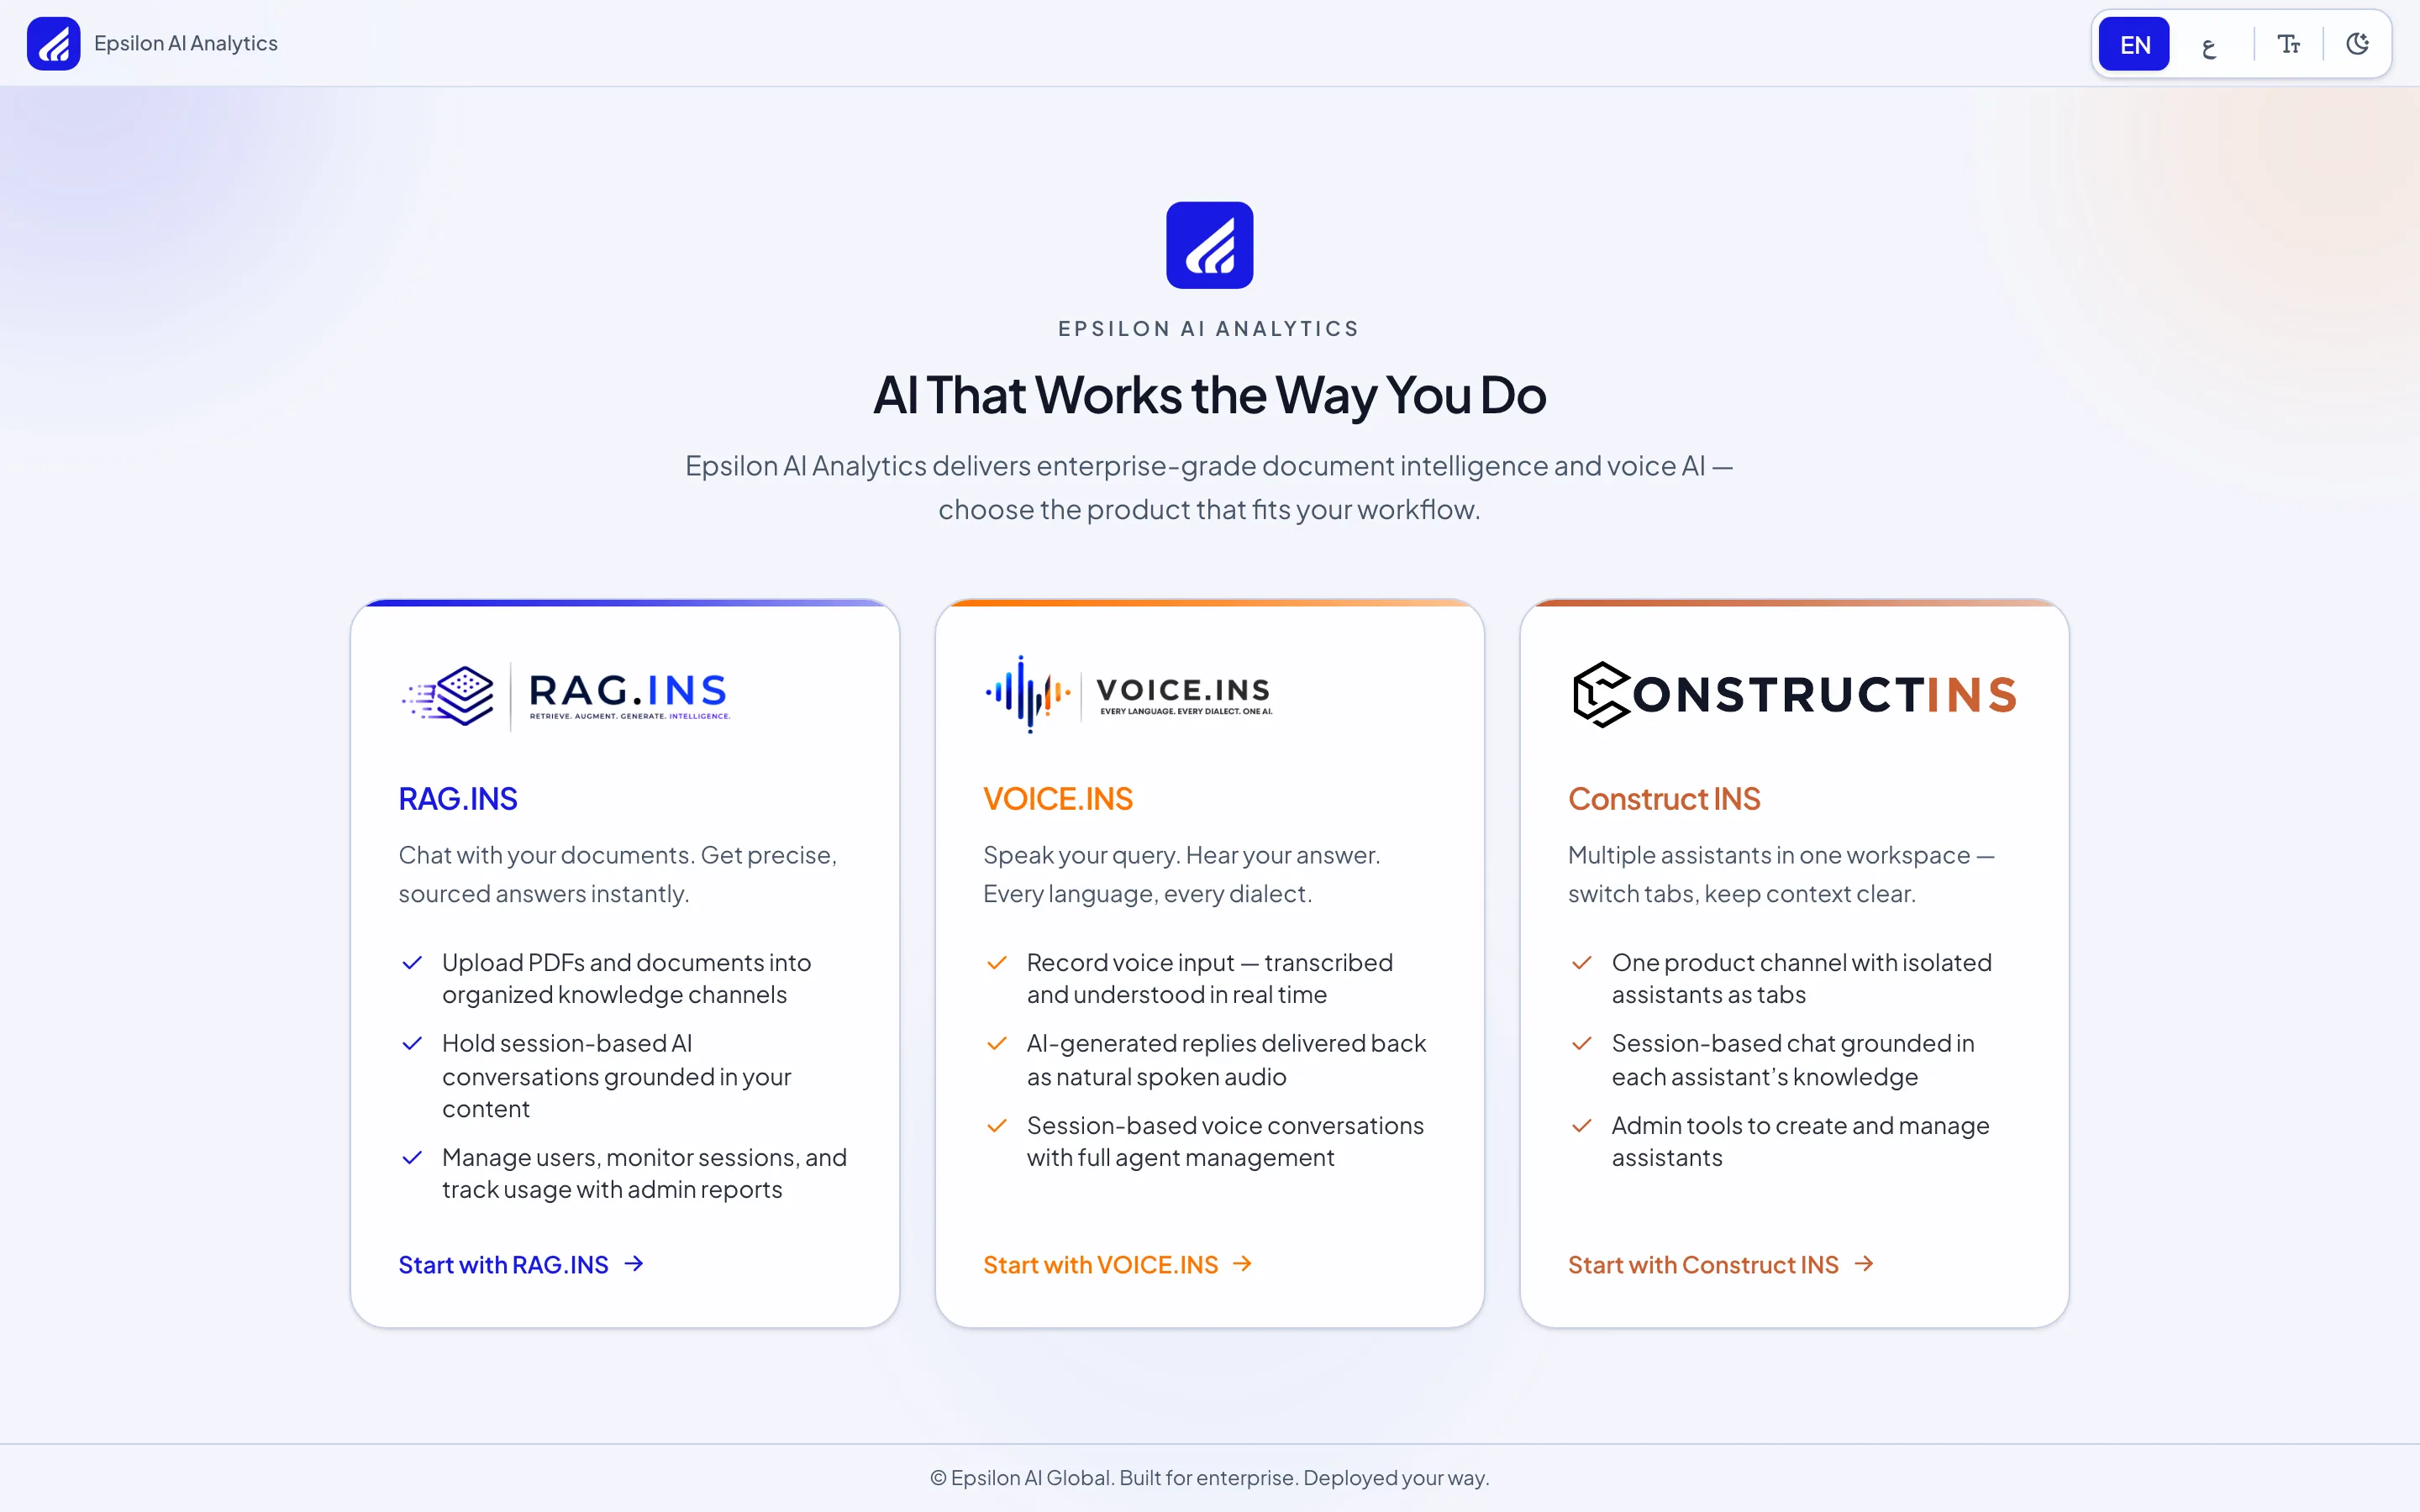 Epsilon AI Analytics
EN
ع
EPSILON AI ANALYTICS
AI That Works the Way You Do
Epsilon AI Analytics delivers enterprise-grade document intelligence and voice AI —
choose the product that fits your workflow.
RAG.INS
RETRIEVE. AUGMENT. GENERATE. INTELLIGENCE.
RAG.INS
Chat with your documents. Get precise,
sourced answers instantly.
Upload PDFs and documents into
organized knowledge channels
Hold session-based AI
conversations grounded in your
content
Manage users, monitor sessions, and
track usage with admin reports
Start with RAG.INS →
VOICE.INS
EVERY LANGUAGE. EVERY DIALECT. ONE AI.
VOICE.INS
Speak your query. Hear your answer.
Every language, every dialect.
Record voice input — transcribed
and understood in real time
AI-generated replies delivered back
as natural spoken audio
Session-based voice conversations
with full agent management
Start with VOICE.INS →
CONSTRUCTINS
Construct INS
Multiple assistants in one workspace —
switch tabs, keep context clear.
One product channel with isolated
assistants as tabs
Session-based chat grounded in
each assistant’s knowledge
Admin tools to create and manage
assistants
Start with Construct INS →
© Epsilon AI Global. Built for enterprise. Deployed your way.